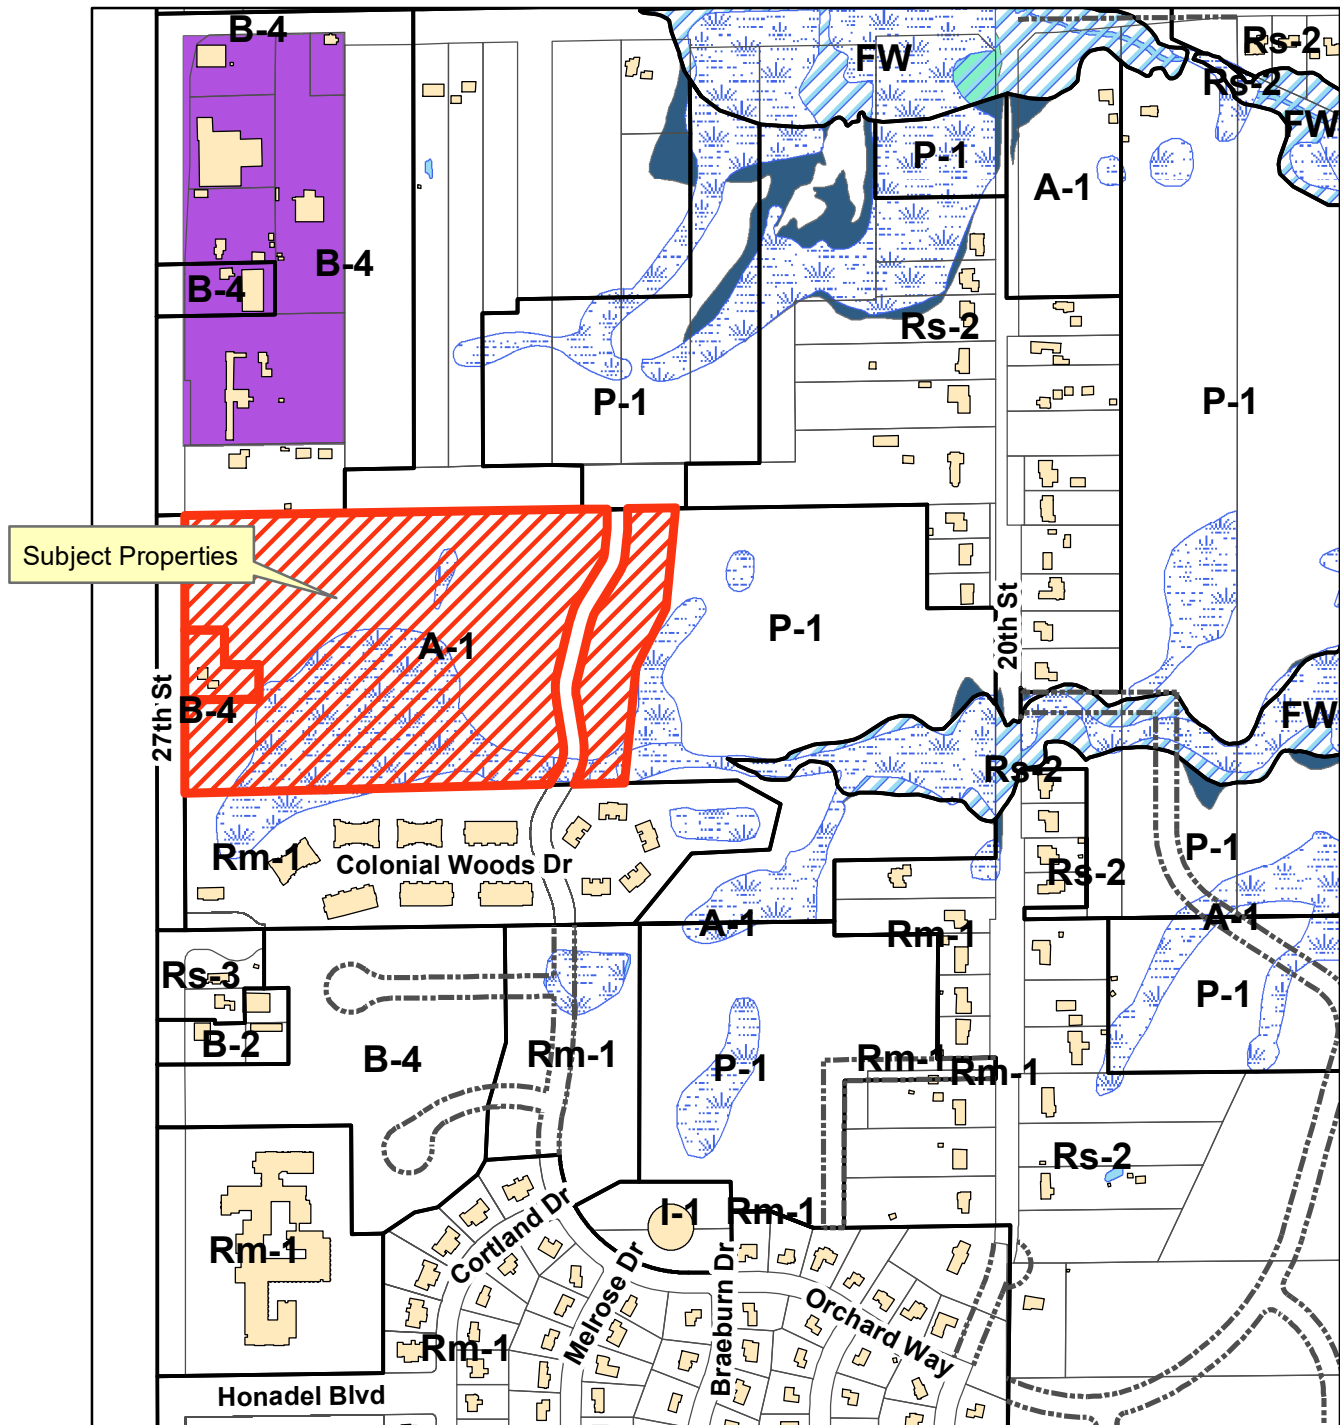 B-4
Rs-2
FW
Rs-2
FW
P-1
A-1
B-4
B-4
Rs-2
P-1
P-1
Subject Properties
A-1
P-1
20th St
27th St
B-4
FW
Rs-2
Rm-1
Colonial Woods Dr
P-1
Rs-2
A-1
A-1
Rm-1
Rs-3
P-1
B-2
B-4
Rm-1
P-1
Rm-1
Rm-1
Rs-2
I-1
Rm-1
Cortland Dr
Rm-1
Melrose Dr
Braeburn Dr
Orchard Way
Rm-1
Honadel Blvd